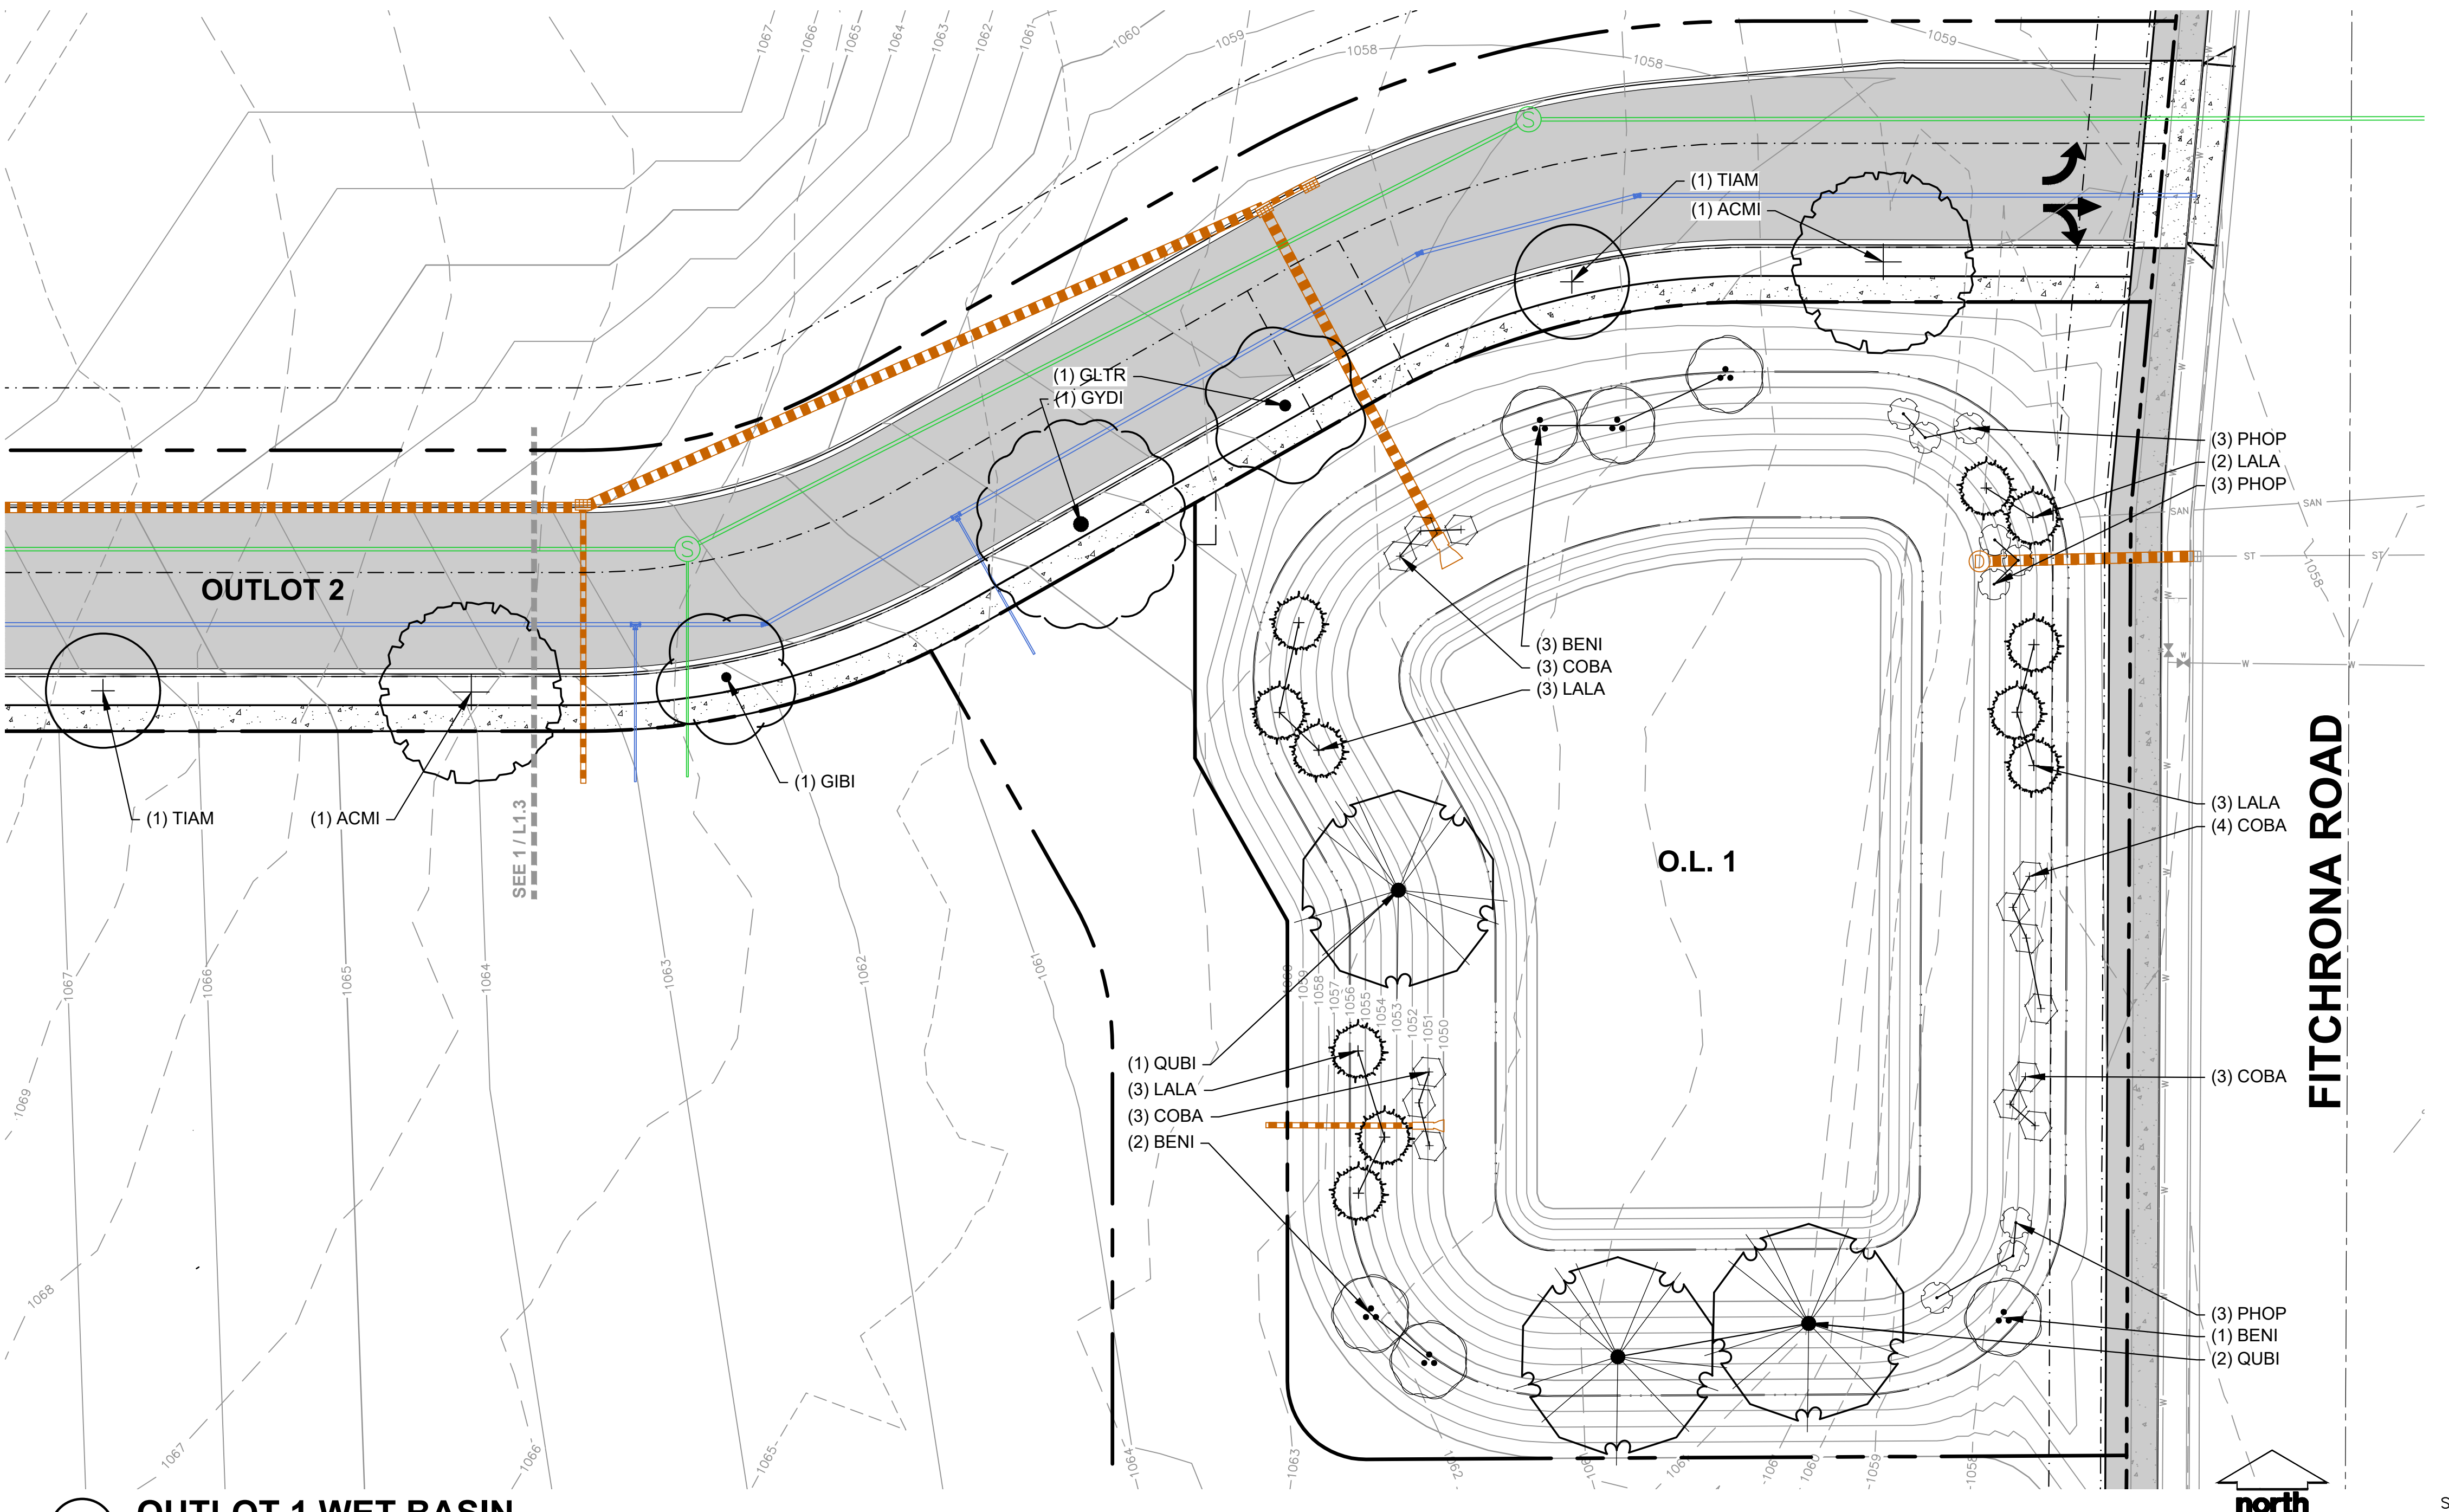 1067
1066
1065
1064
1063
1062
1061
1060
1059
1058
1058
1059
(1) TIAM
(1) ACMI
(1) GLTR
(1) GYDI
(3) PHOP
(2) LALA
(3) PHOP
SAN
SAN
ST
ST
1058
OUTLOT 2
S
S
D
(3) BENI
(3) COBA
(3) LALA
W
W
(1) GIBI
(1) TIAM
(1) ACMI
SEE 1 / L1.3
(3) LALA
(4) COBA
O.L. 1
FITCHRONA ROAD
1067
1066
1065
1064
1063
1062
1061
1059
1058
1057
1056
1055
1054
1053
1052
1051
1050
(1) QUBI
(3) LALA
(3) COBA
(2) BENI
(3) COBA
1069
1068
(3) PHOP
(1) BENI
(2) QUBI
1067
1066
1065
1064
1063
1062
1060
1059
1058
OUTLOT 1 WET BASIN
north
S